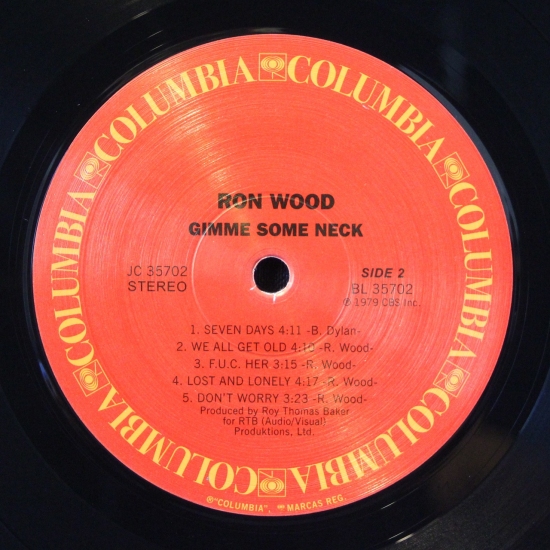 COLUMBIA COLUMBIA COLUMBIA COLUMBIA COLUMBIA COLUMBIA
RON WOOD
GIMME SOME NECK
JC 35702
STEREO
SIDE 2
BL 35702
℗ 1979 CBS Inc.
1. SEVEN DAYS 4:11 -B. Dylan-
2. WE ALL GET OLD 4:10 -R. Wood-
3. F.U.C. HER 3:15 -R. Wood-
4. LOST AND LONELY 4:17 -R. Wood-
5. DON'T WORRY 3:23 -R. Wood-
Produced by Roy Thomas Baker
for RTB (Audio/Visual)
Produktions, Ltd.
®"COLUMBIA", MARCAS REG.